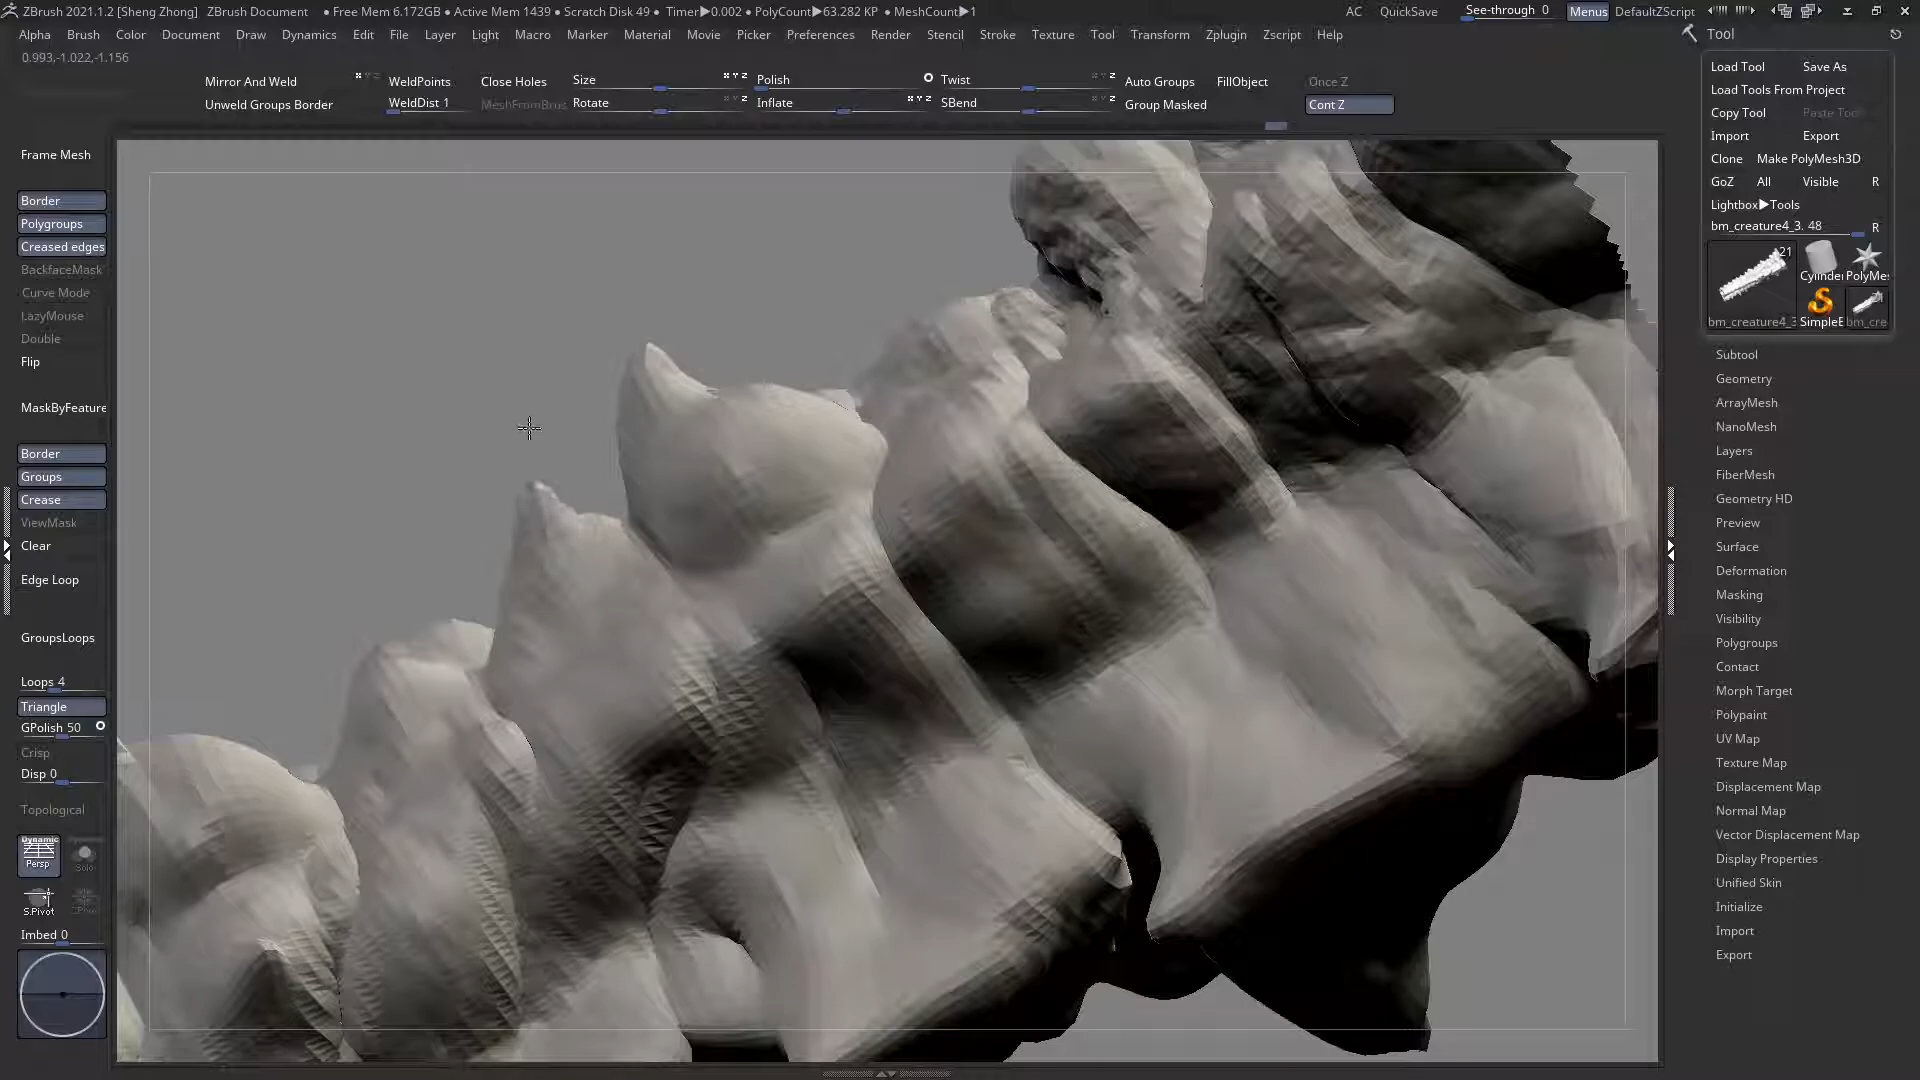 ZBrush 2021.1.2 [Sheng Zhong] ZBrush Document • Free Mem 6.172GB • Active Mem 1439 • Scratch Disk 49 • Timer▶0.002 • PolyCount▶63.282 KP • MeshCount▶1 AC QuickSave See-through 0 Menus DefaultZScript
Alpha Brush Color Document Draw Dynamics Edit File Layer Light Macro Marker Material Movie Picker Preferences Render Stencil Stroke Texture Tool Transform Zplugin Zscript Help Tool
0.993,-1.022,-1.156
Mirror And Weld WeldPoints Close Holes Size Polish Twist Auto Groups FillObject Once Z
Unweld Groups Border WeldDist 1 MeshFromBrus Rotate Inflate SBend Group Masked Cont Z
Frame Mesh
Border
Polygroups
Creased edges
BackfaceMask
Curve Mode
LazyMouse
Double
Flip
MaskByFeature
Border
Groups
Crease
ViewMask
Clear
Edge Loop
GroupsLoops
Loops 4
Triangle
GPolish 50
Crisp
Disp 0
Topological
Dynamic
Persp Solo
S.Pivot
Imbed 0
Load Tool Save As
Load Tools From Project
Copy Tool Paste Too
Import Export
Clone Make PolyMesh3D
GoZ All Visible R
Lightbox▶Tools
bm_creature4_3. 48 R
21
Cylinder PolyMes
bm_creature4_3 SimpleE bm_cre
Subtool
Geometry
ArrayMesh
NanoMesh
Layers
FiberMesh
Geometry HD
Preview
Surface
Deformation
Masking
Visibility
Polygroups
Contact
Morph Target
Polypaint
UV Map
Texture Map
Displacement Map
Normal Map
Vector Displacement Map
Display Properties
Unified Skin
Initialize
Import
Export